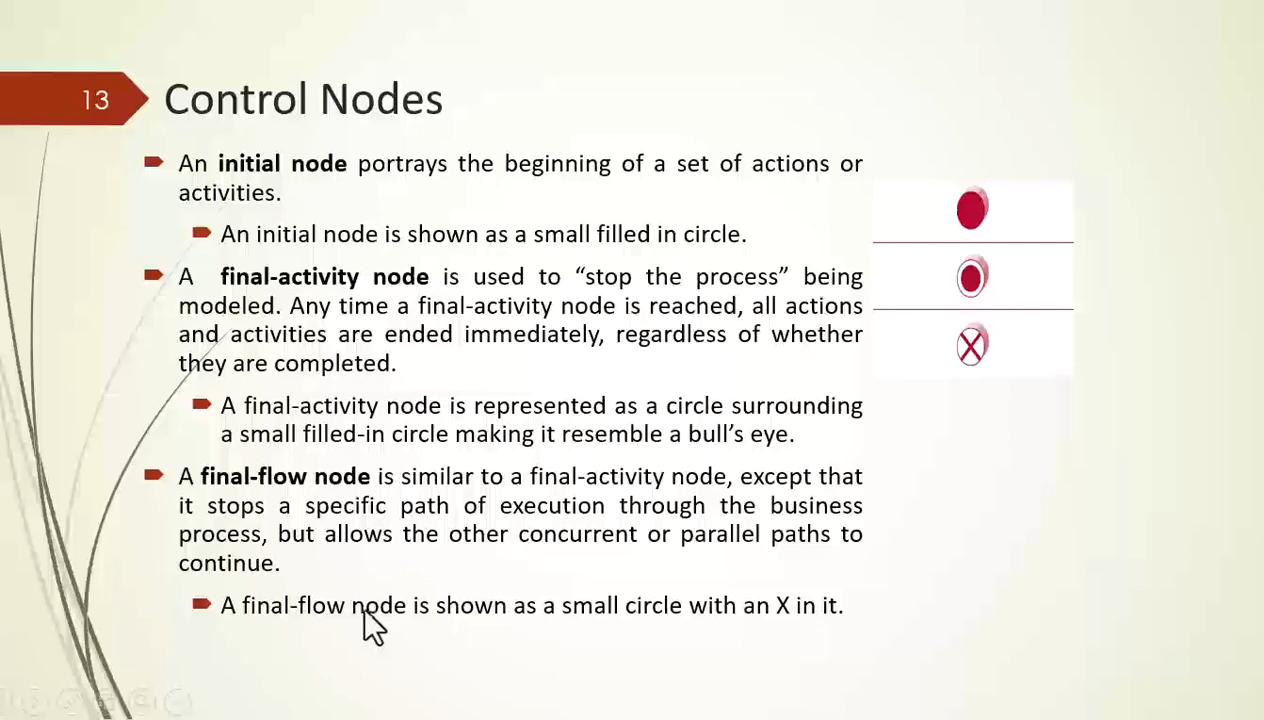 13
Control Nodes
An initial node portrays the beginning of a set of actions or
activities.
An initial node is shown as a small filled in circle.
A final-activity node is used to “stop the process” being
modeled. Any time a final-activity node is reached, all actions
and activities are ended immediately, regardless of whether
they are completed.
A final-activity node is represented as a circle surrounding
a small filled-in circle making it resemble a bull’s eye.
A final-flow node is similar to a final-activity node, except that
it stops a specific path of execution through the business
process, but allows the other concurrent or parallel paths to
continue.
A final-flow node is shown as a small circle with an X in it.